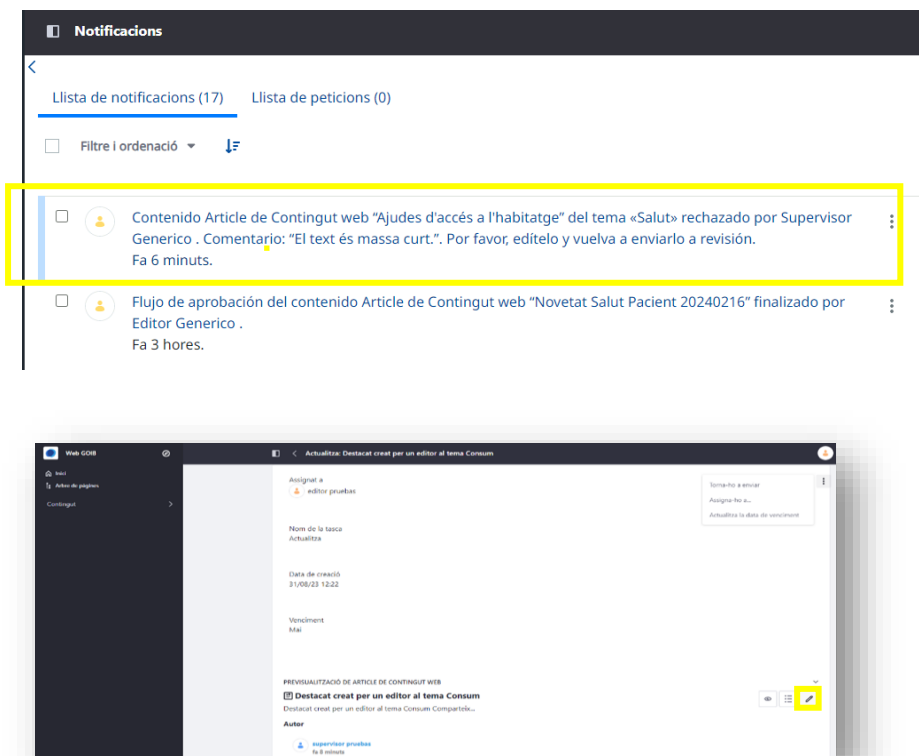 Notificacions
Llista de notificacions (17) Llista de peticions (0)
Filtre i ordenació
Contenido Article de Contingut web “Ajudes d'accés a l'habitatge” del tema «Salut» rechazado por Supervisor
Generico . Comentario: “El text és massa curt.”. Por favor, edítelo y vuelva a enviarlo a revisión.
Fa 6 minuts.
Flujo de aprobación del contenido Article de Contingut web “Novetat Salut Pacient 20240216” finalizado por
Editor Generico .
Fa 3 hores.
Web GOIB
Actualitza: Destacat creat per un editor al tema Consum
Inici
Arbre de pàgines
Contingut
Assignat a
editor pruebas
Torna-ho a enviar
Assigna-ho a...
Actualitza la data de venciment
Nom de la tasca
Actualitza
Data de creació
31/08/23 12:22
Venciment
Mai
PREVISUALITZACIÓ DE ARTICLE DE CONTINGUT WEB
Destacat creat per un editor al tema Consum
Destacat creat per un editor al tema Consum Comparteix...
Autor
supervisor pruebas
fa 8 minuts